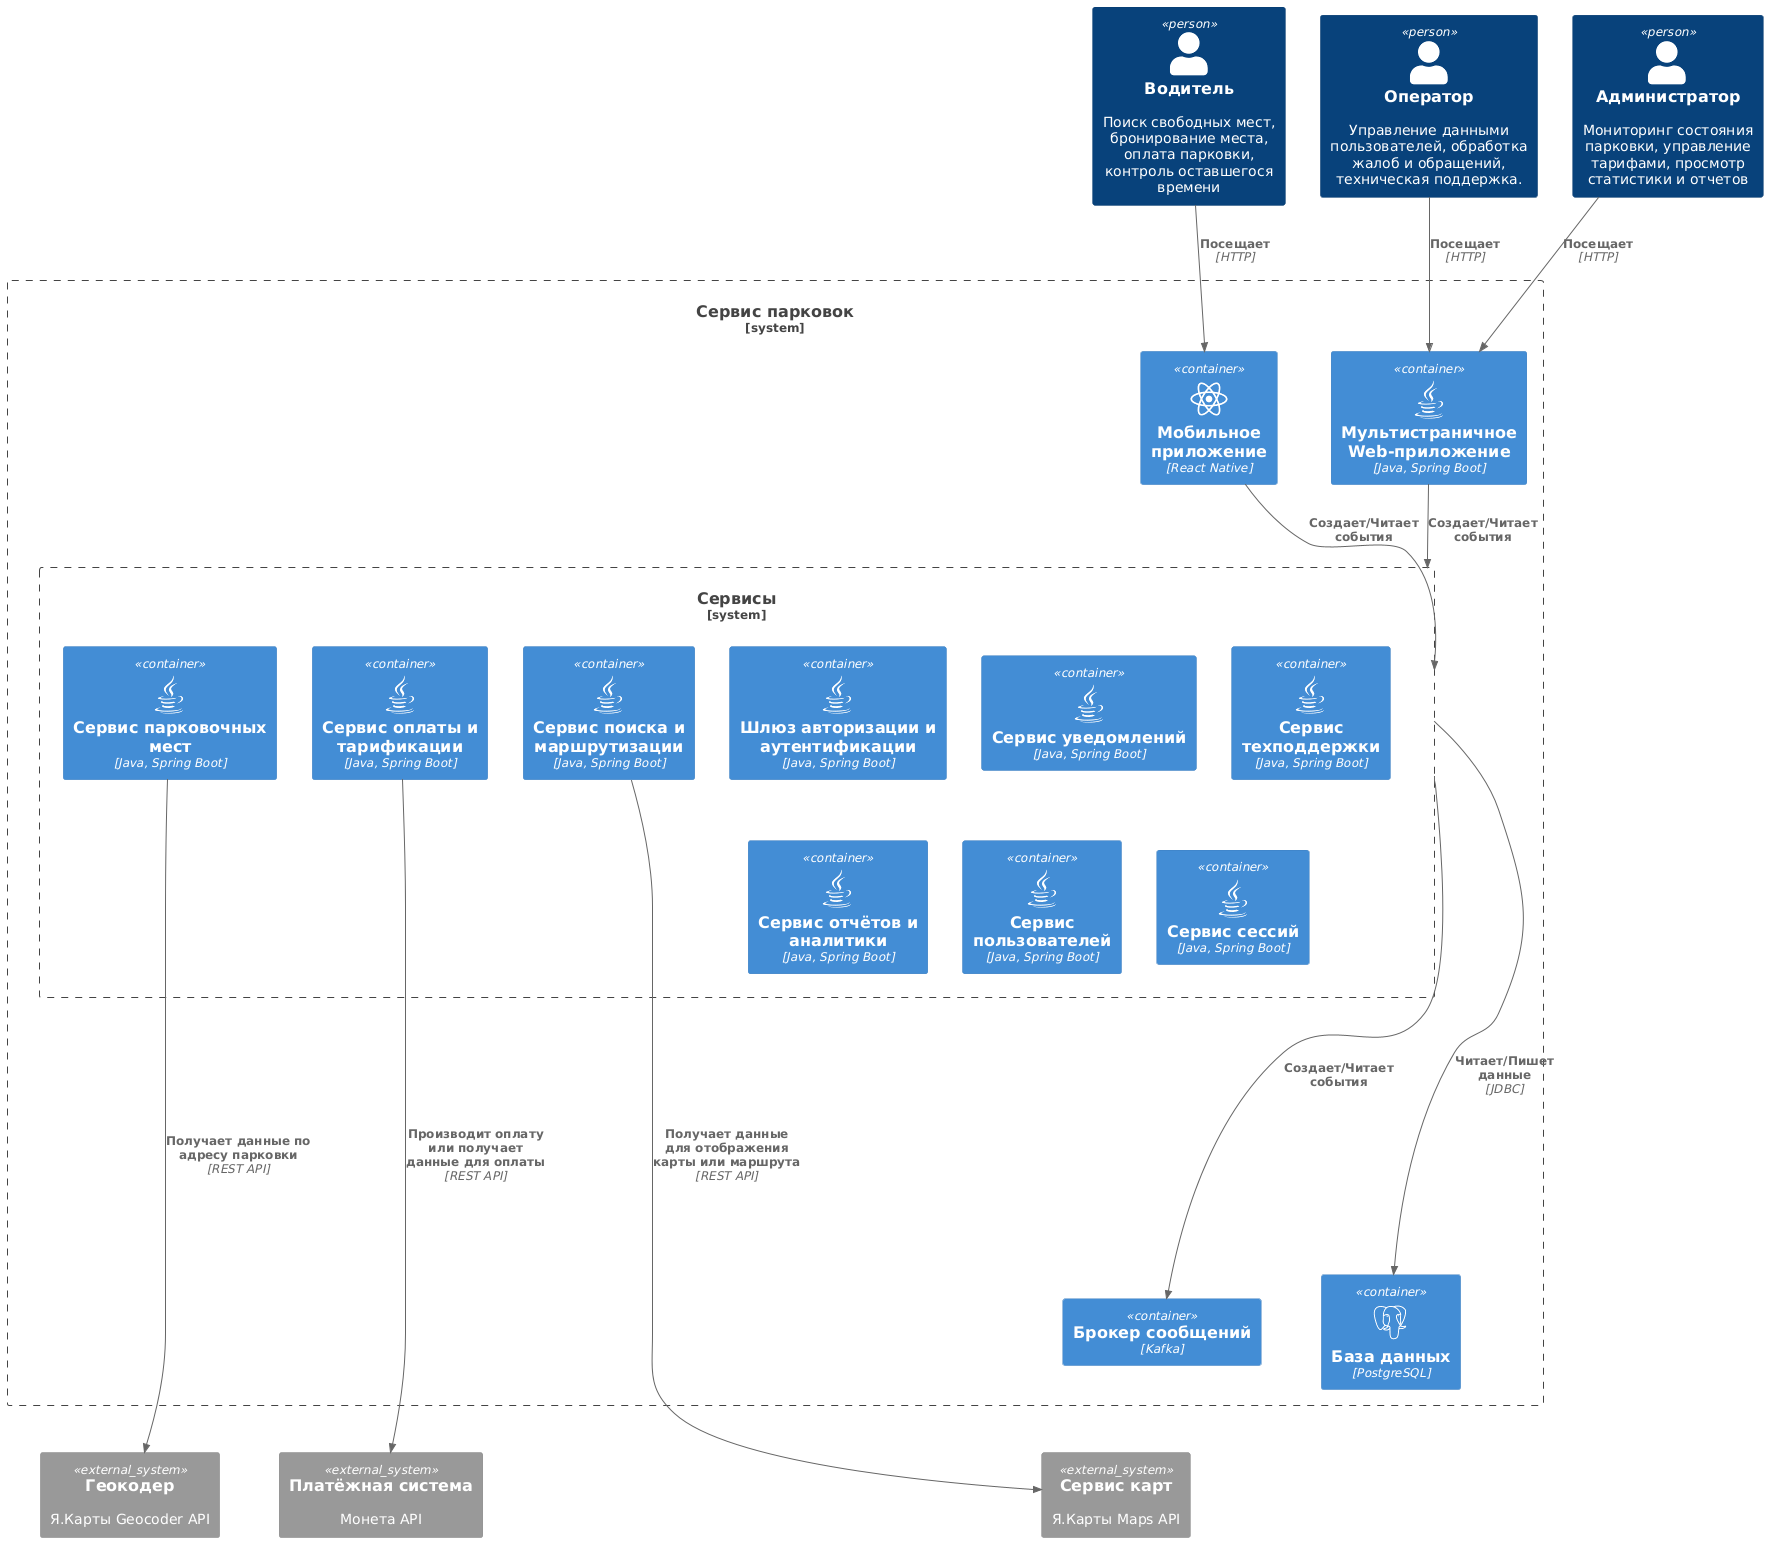 «person»
Водитель
Поиск свободных мест,
бронирование места,
оплата парковки,
контроль оставшегося
времени
«person»
Оператор
Управление данными
пользователей, обработка
жалоб и обращений,
техническая поддержка.
«person»
Администратор
Мониторинг состояния
парковки, управление
тарифами, просмотр
статистики и отчетов
Посещает
[HTTP]
Посещает
[HTTP]
Посещает
[HTTP]
Сервис парковок
[system]
«container»
Мобильное
приложение
[React Native]
«container»
Мультистраничное
Web-приложение
[Java, Spring Boot]
Создает/Читает
события
Создает/Читает
события
Сервисы
[system]
«container»
Сервис парковочных
мест
[Java, Spring Boot]
«container»
Сервис оплаты и
тарификации
[Java, Spring Boot]
«container»
Сервис поиска и
маршрутизации
[Java, Spring Boot]
«container»
Шлюз авторизации и
аутентификации
[Java, Spring Boot]
«container»
Сервис уведомлений
[Java, Spring Boot]
«container»
Сервис
техподдержки
[Java, Spring Boot]
«container»
Сервис отчётов и
аналитики
[Java, Spring Boot]
«container»
Сервис
пользователей
[Java, Spring Boot]
«container»
Сервис сессий
[Java, Spring Boot]
Создает/Читает
события
Читает/Пишет
данные
[JDBC]
Получает данные по
адресу парковки
[REST API]
Производит оплату
или получает
данные для оплаты
[REST API]
Получает данные
для отображения
карты или маршрута
[REST API]
«container»
Брокер сообщений
[Kafka]
«container»
База данных
[PostgreSQL]
«external_system»
Геокодер
Я.Карты Geocoder API
«external_system»
Платёжная система
Монета API
«external_system»
Сервис карт
Я.Карты Maps API